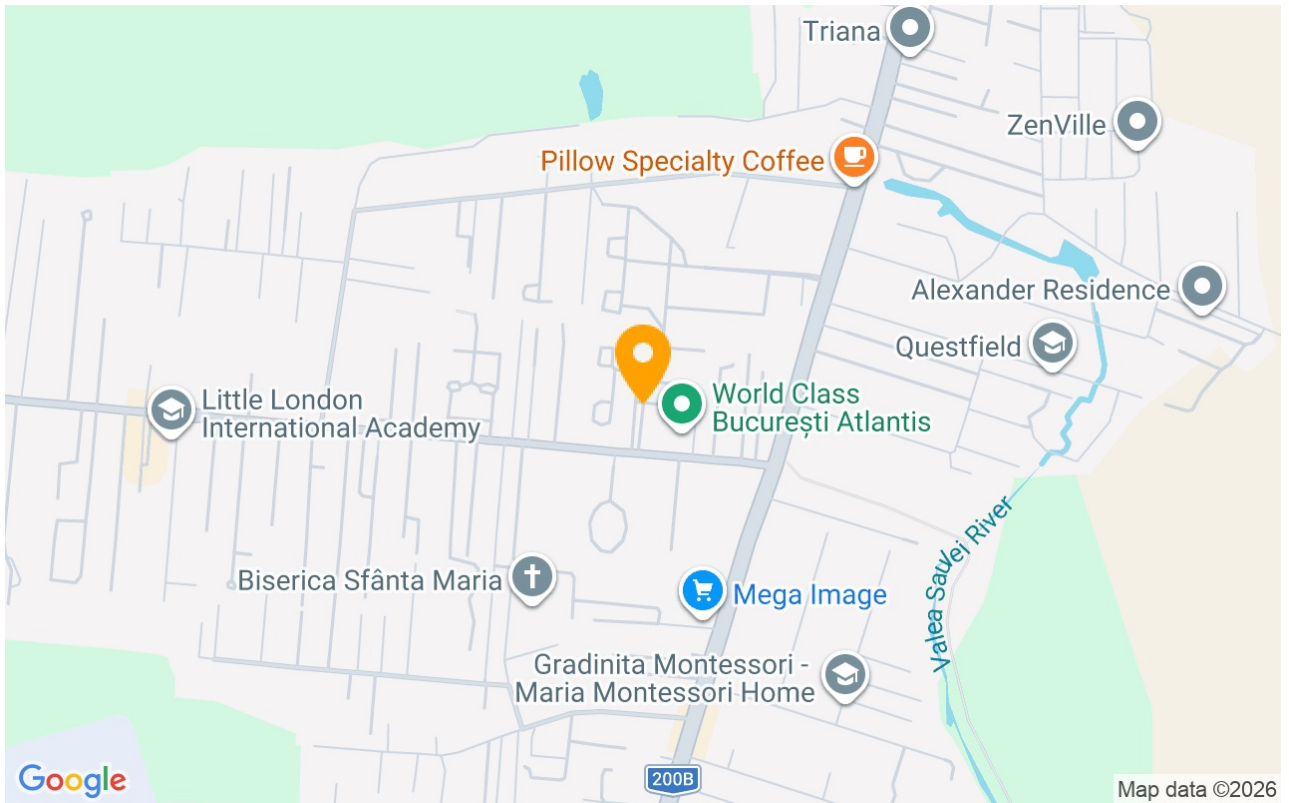 Triana
ZenVille
Pillow Specialty Coffee
Alexander Residence
Questfield
World Class
București Atlantis
Little London
International Academy
Valea Saulei River
Biserica Sfânta Maria
Mega Image
Gradinita Montessori -
Maria Montessori Home
200B
Google
Map data ©2026